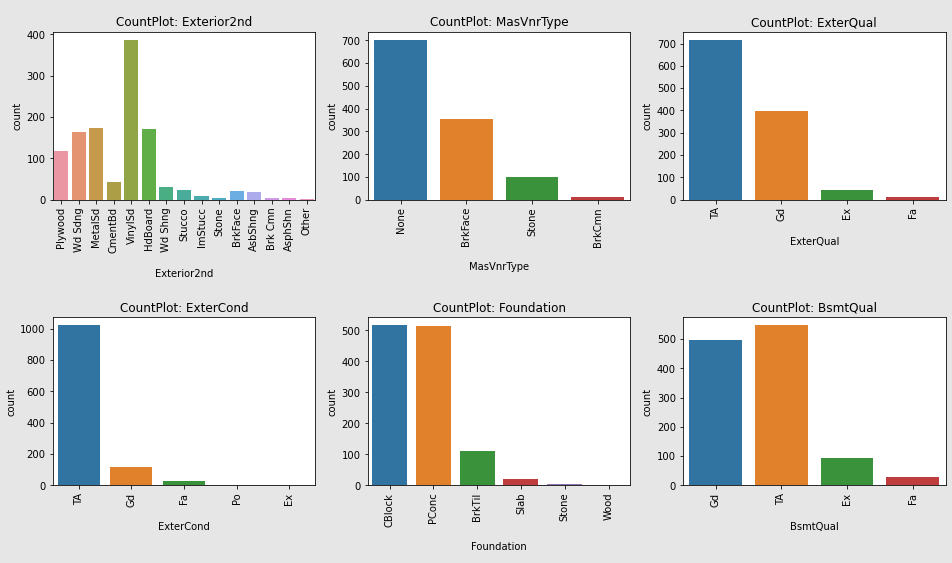 CountPlot: Exterior2nd
400
300
200
100
0
count
Plywood
Wd Sdng
MetalSd
CmentBd
VinylSd
HdBoard
Wd Shng
Stucco
ImStucc
Stone
BrkFace
AsbShng
Brk Cmn
AsphShn
Other
Exterior2nd
CountPlot: MasVnrType
700
600
500
400
300
200
100
0
count
None
BrkFace
Stone
BrkCmn
MasVnrType
CountPlot: ExterQual
700
600
500
400
300
200
100
0
count
TA
Gd
Ex
Fa
ExterQual
CountPlot: ExterCond
1000
800
600
400
200
0
count
TA
Gd
Fa
Po
Ex
ExterCond
CountPlot: Foundation
500
400
300
200
100
0
count
CBlock
PConc
BrkTil
Slab
Stone
Wood
Foundation
CountPlot: BsmtQual
500
400
300
200
100
0
count
Gd
TA
Ex
Fa
BsmtQual